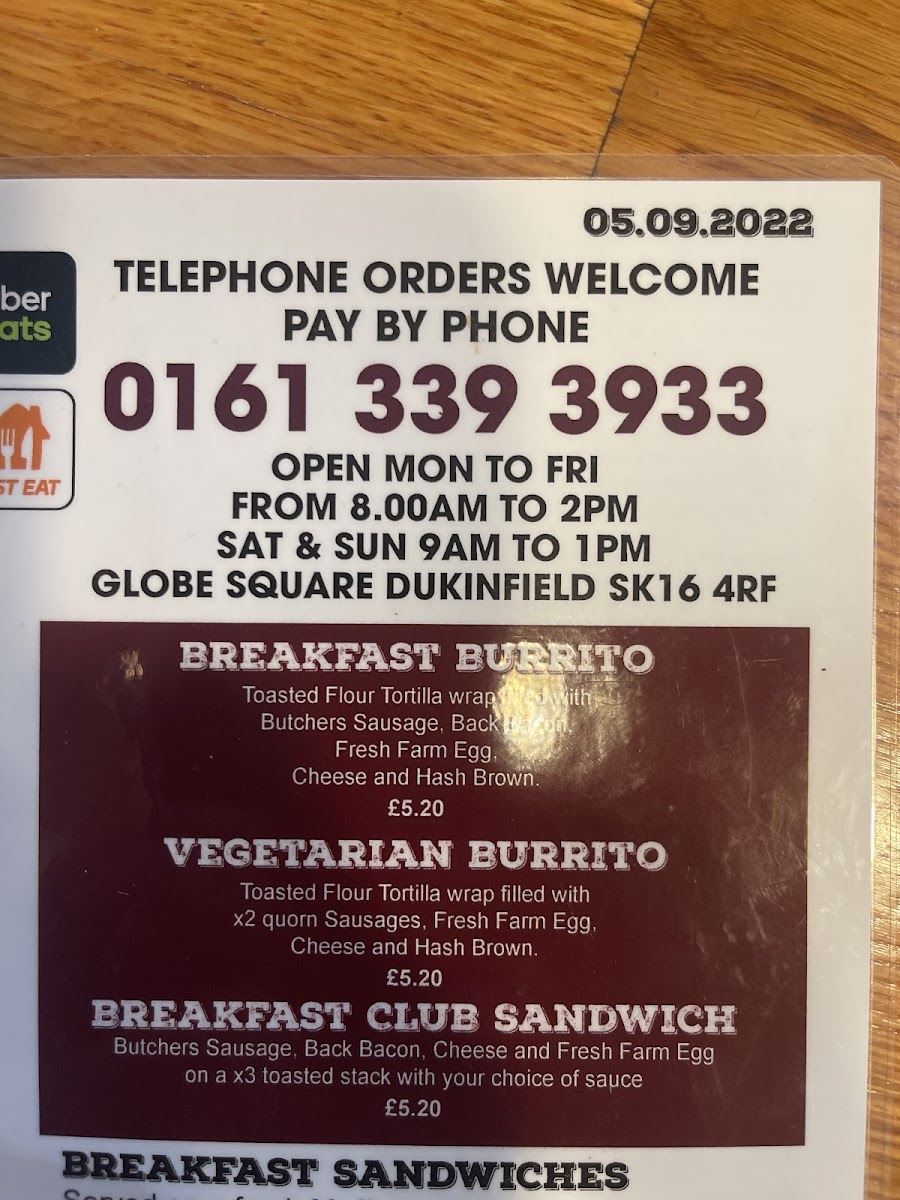 05.09.2022
TELEPHONE ORDERS WELCOME
PAY BY PHONE
0161 339 3933
OPEN MON TO FRI
FROM 8.00AM TO 2PM
SAT & SUN 9AM TO 1PM
GLOBE SQUARE DUKINFIELD SK16 4RF
ber
ats
ST EAT
BREAKFAST BURRITO
Toasted Flour Tortilla wrap filled with
Butchers Sausage, Back Bacon,
Fresh Farm Egg,
Cheese and Hash Brown.
£5.20
VEGETARIAN BURRITO
Toasted Flour Tortilla wrap filled with
x2 quorn Sausages, Fresh Farm Egg,
Cheese and Hash Brown.
£5.20
BREAKFAST CLUB SANDWICH
Butchers Sausage, Back Bacon, Cheese and Fresh Farm Egg
on a x3 toasted stack with your choice of sauce
£5.20
BREAKFAST SANDWICHES